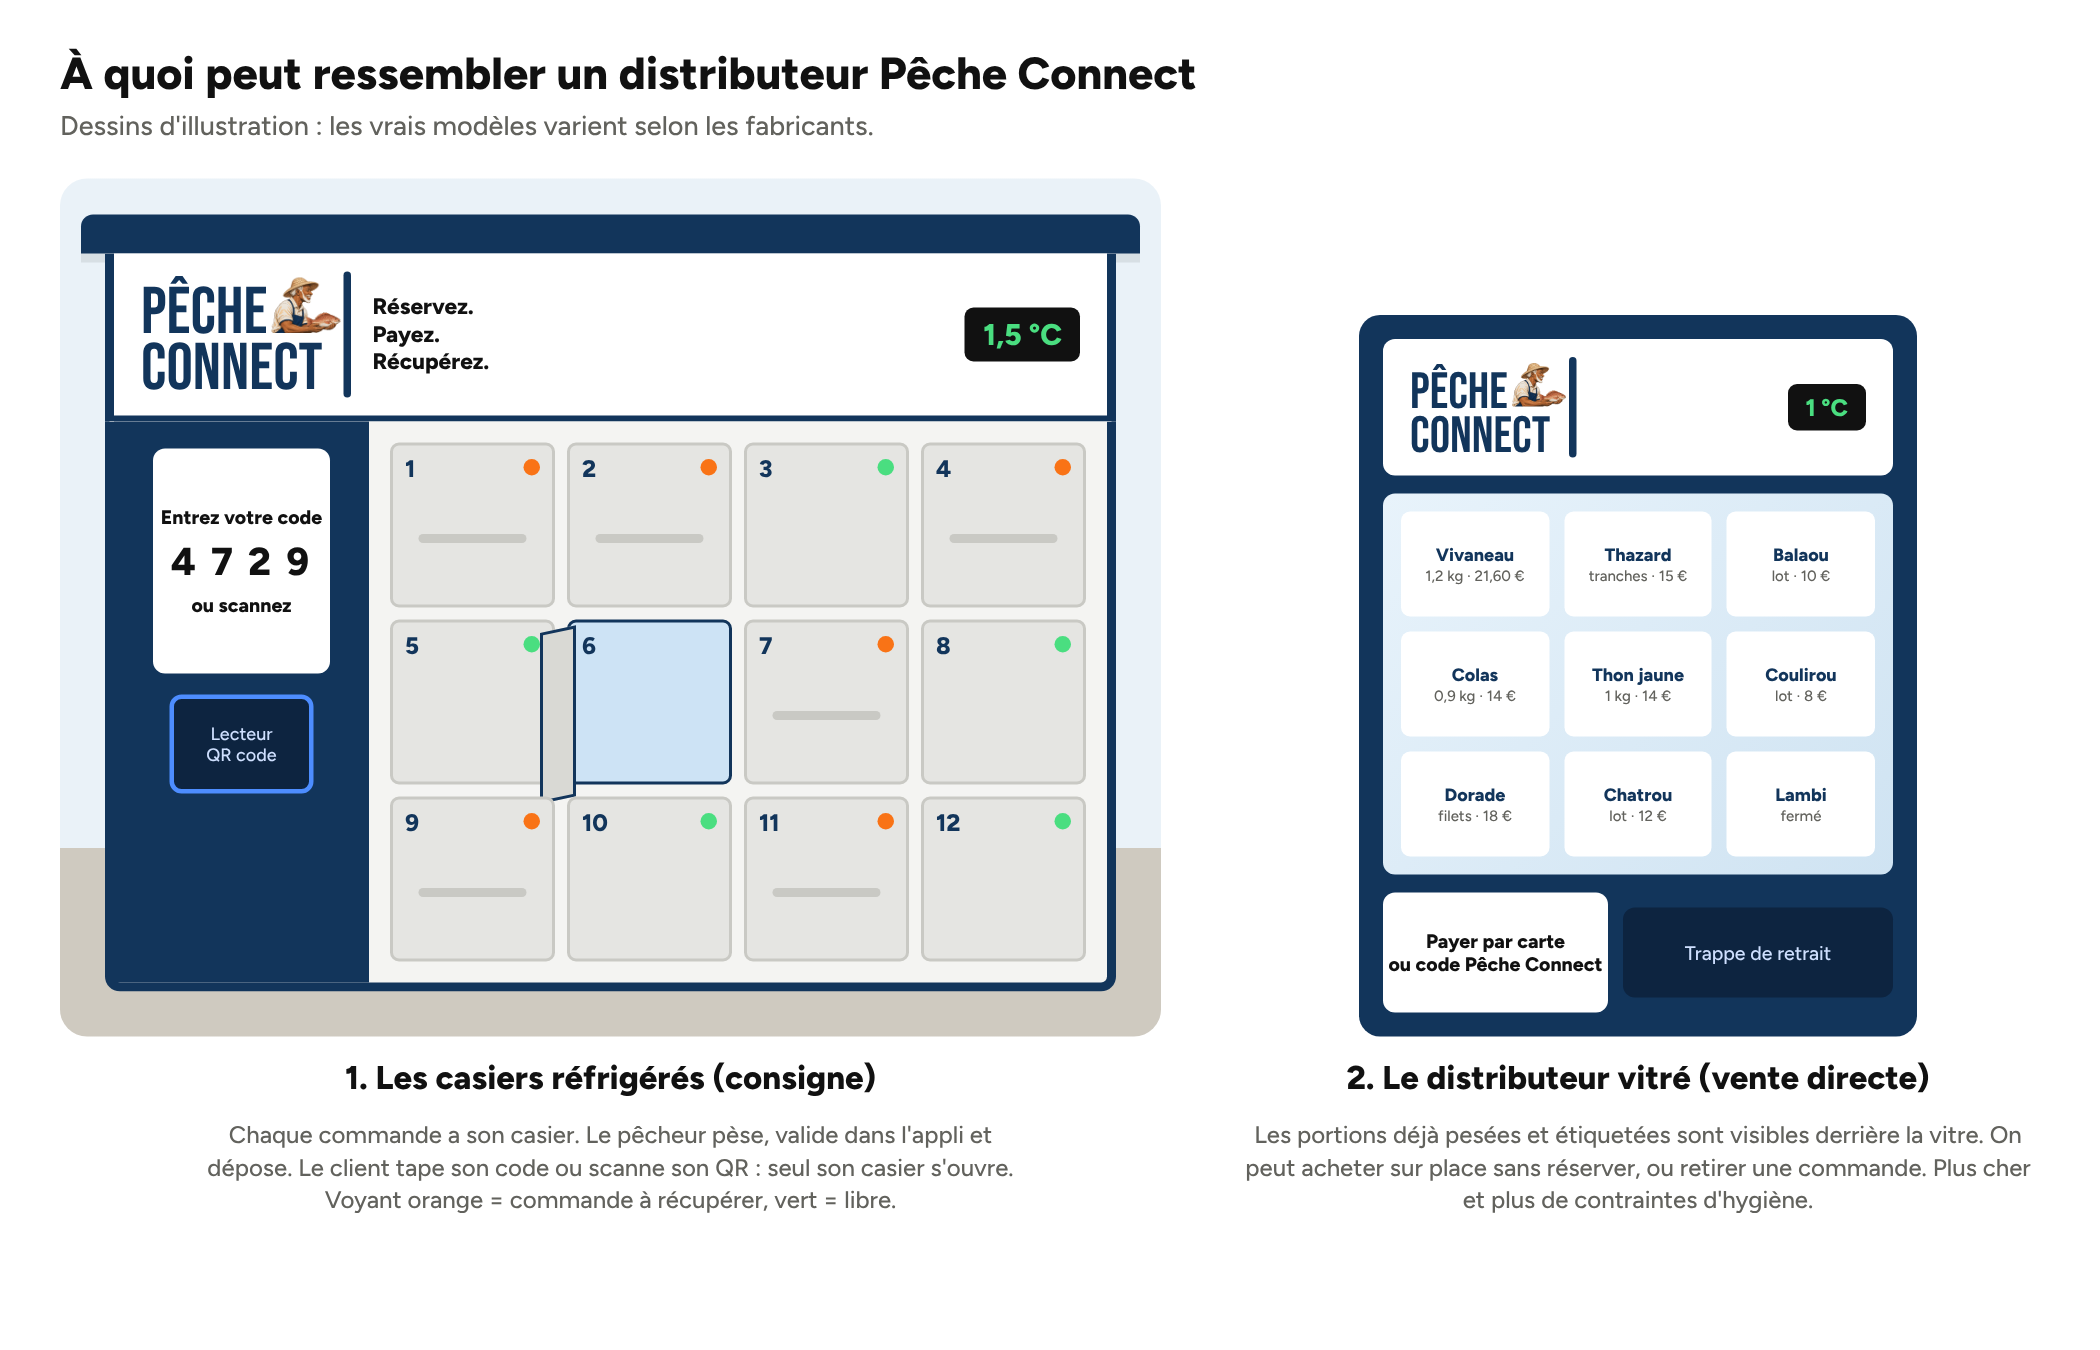 À quoi peut ressembler un distributeur Pêche Connect
Dessins d'illustration : les vrais modèles varient selon les fabricants.
PÊCHE
CONNECT
Réservez.
Payez.
Récupérez.
1,5 °C
Entrez votre code
4 7 2 9
ou scannez
Lecteur
QR code
1
2
3
4
5
6
7
8
9
10
11
12
1. Les casiers réfrigérés (consigne)
Chaque commande a son casier. Le pêcheur pèse, valide dans l'appli et
dépose. Le client tape son code ou scanne son QR : seul son casier s'ouvre.
Voyant orange = commande à récupérer, vert = libre.
PÊCHE
CONNECT
1 °C
Vivaneau
1,2 kg · 21,60 €
Thazard
tranches · 15 €
Balaou
lot · 10 €
Colas
0,9 kg · 14 €
Thon jaune
1 kg · 14 €
Coulirou
lot · 8 €
Dorade
filets · 18 €
Chatrou
lot · 12 €
Lambi
fermé
Payer par carte
ou code Pêche Connect
Trappe de retrait
2. Le distributeur vitré (vente directe)
Les portions déjà pesées et étiquetées sont visibles derrière la vitre. On
peut acheter sur place sans réserver, ou retirer une commande. Plus cher
et plus de contraintes d'hygiène.